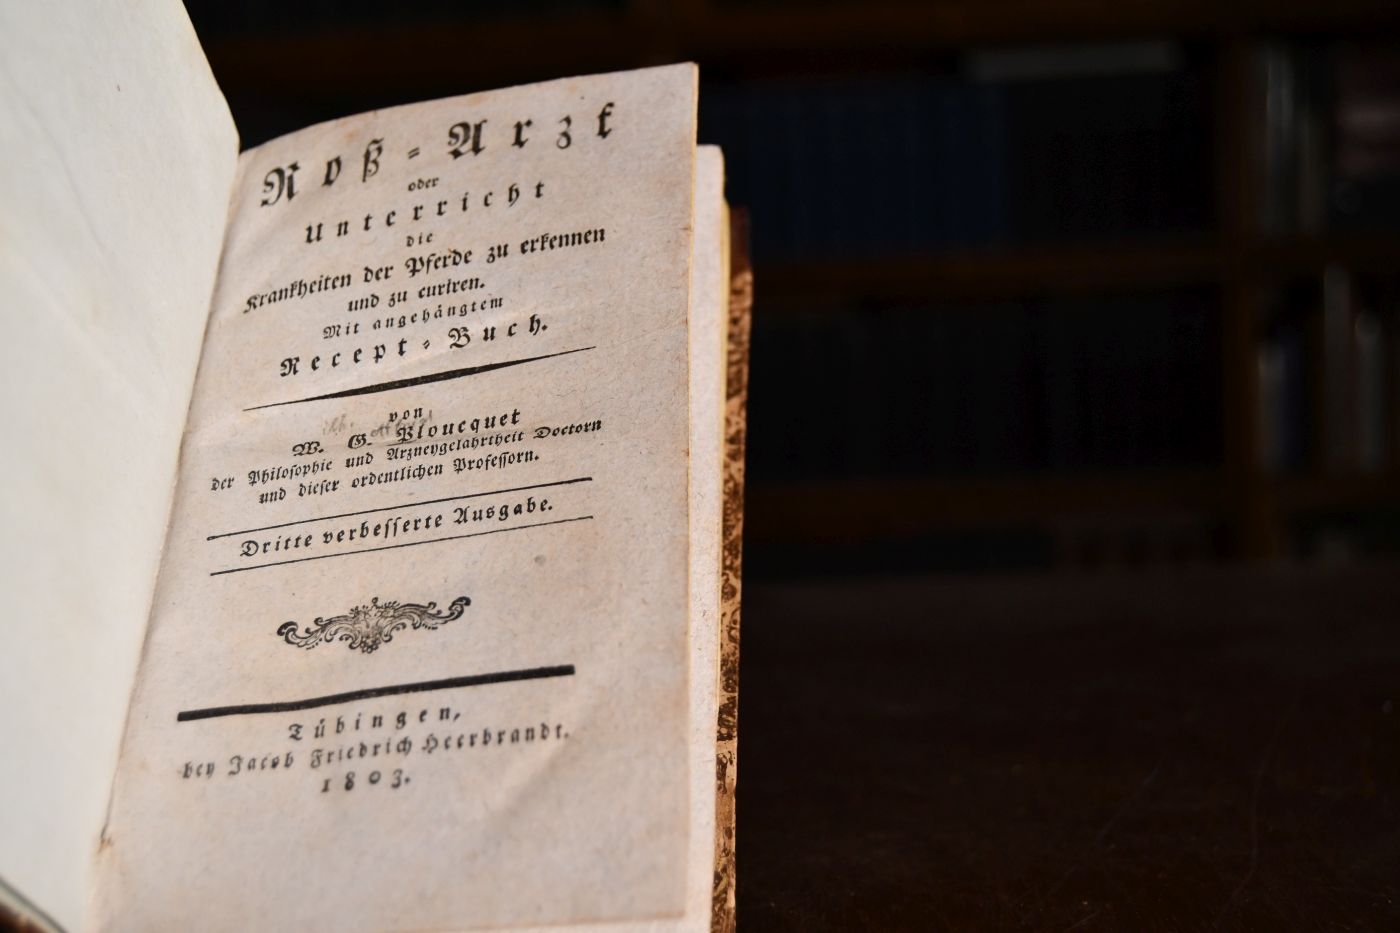 Roß-Arzt
oder
Unterricht
die
Krankheiten der Pferde zu erkennen
und zu curiren.
Mit angehängtem
Recept-Buch.
von
W. G. Ploucquet
der Philosophie und Arzneygelahrtheit Doctorn
und dieser ordentlichen Professorn.
Dritte verbesserte Ausgabe.
Tübingen,
bey Jacob Friedrich Heerbrandt.
1803.